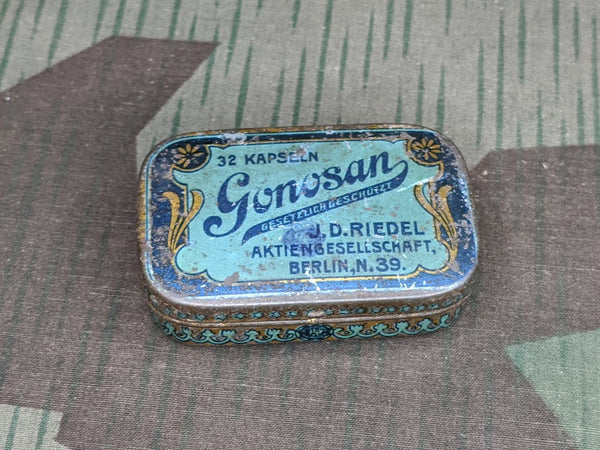 32 KAPSELN
Gonosan
GESETZLICH GESCHÜTZT
J.D.RIEDEL
AKTIENGESELLSCHAFT,
BERLIN, N. 39.